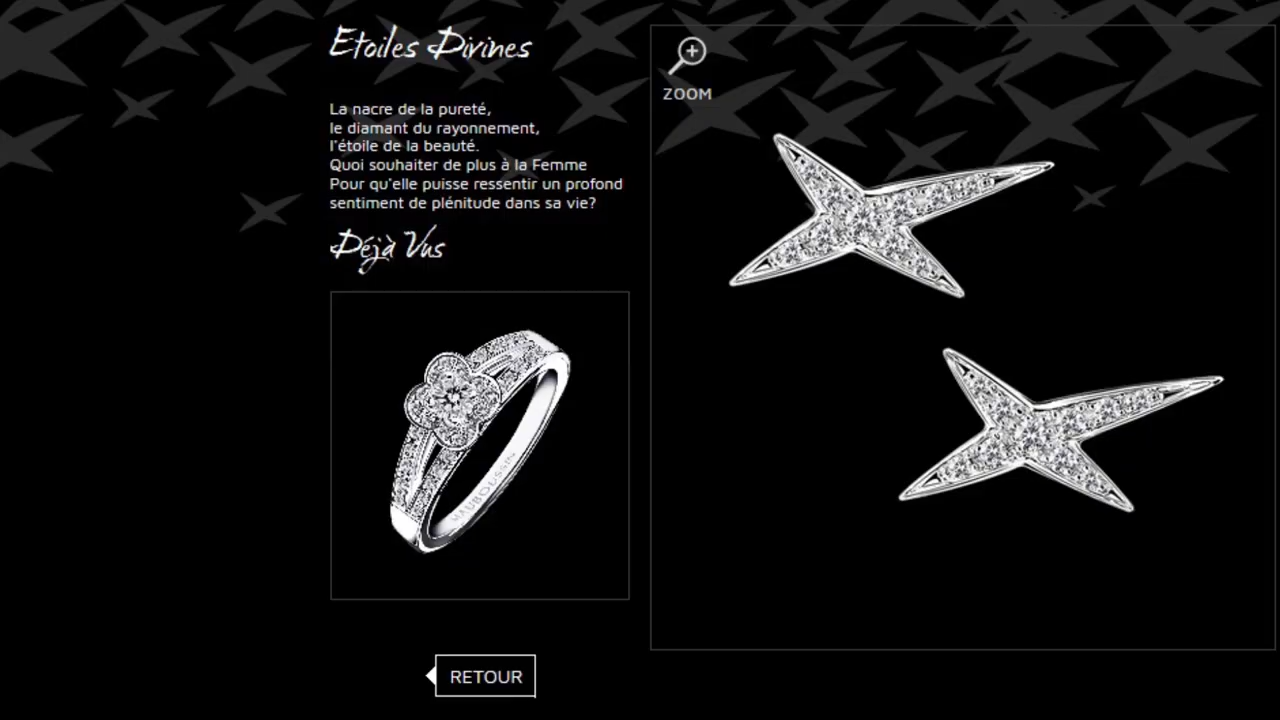 Etoiles Divines
La nacre de la pureté,
le diamant du rayonnement,
l'étoile de la beauté.
Quoi souhaiter de plus à la Femme
Pour qu'elle puisse ressentir un profond
sentiment de plénitude dans sa vie?
Déjà Vus
MAUBOUSSIN
RETOUR
ZOOM